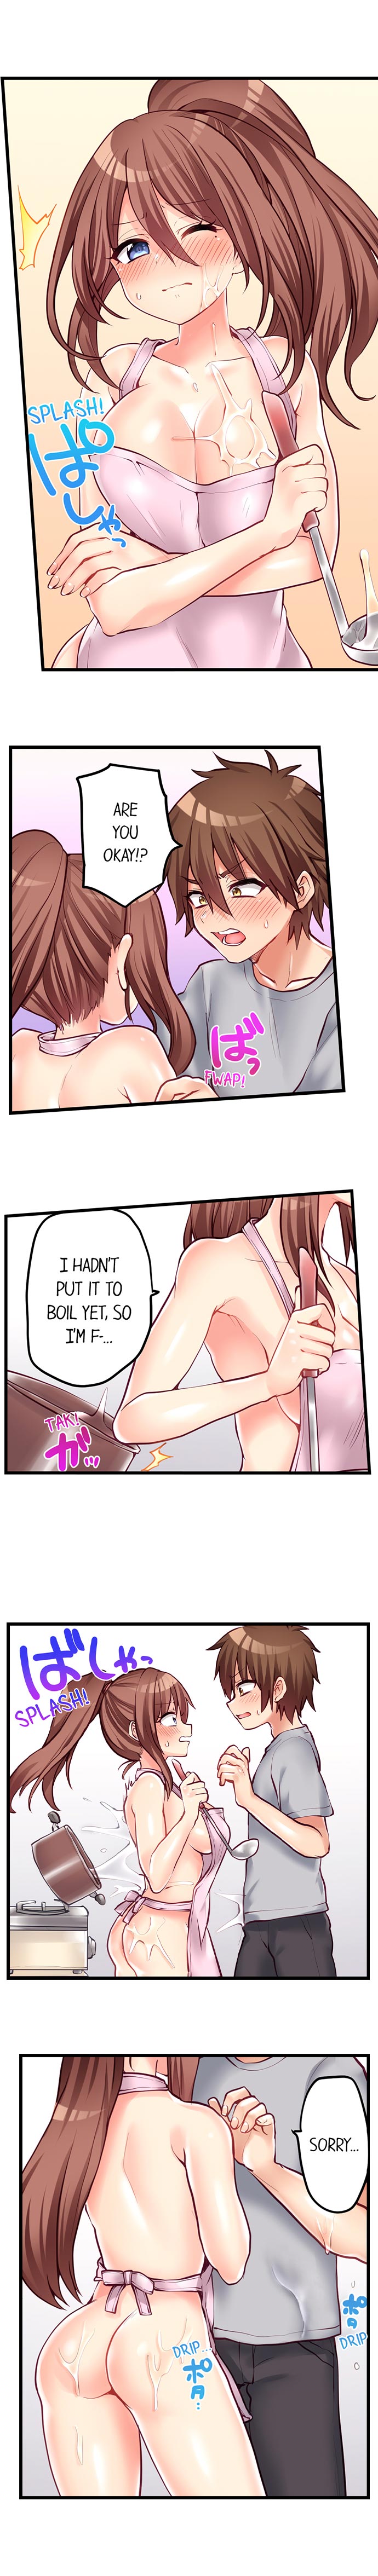 SPLASH!
ぱしゃっ
ARE
YOU
OKAY!?
ばっ
FWAP!
I HADN'T
PUT IT TO
BOIL YET, SO
I'M F-...
TAK!
ガッ
ばしゃっ
SPLASH!
SORRY...
DRIP...
ポタ…
ポタ
DRIP